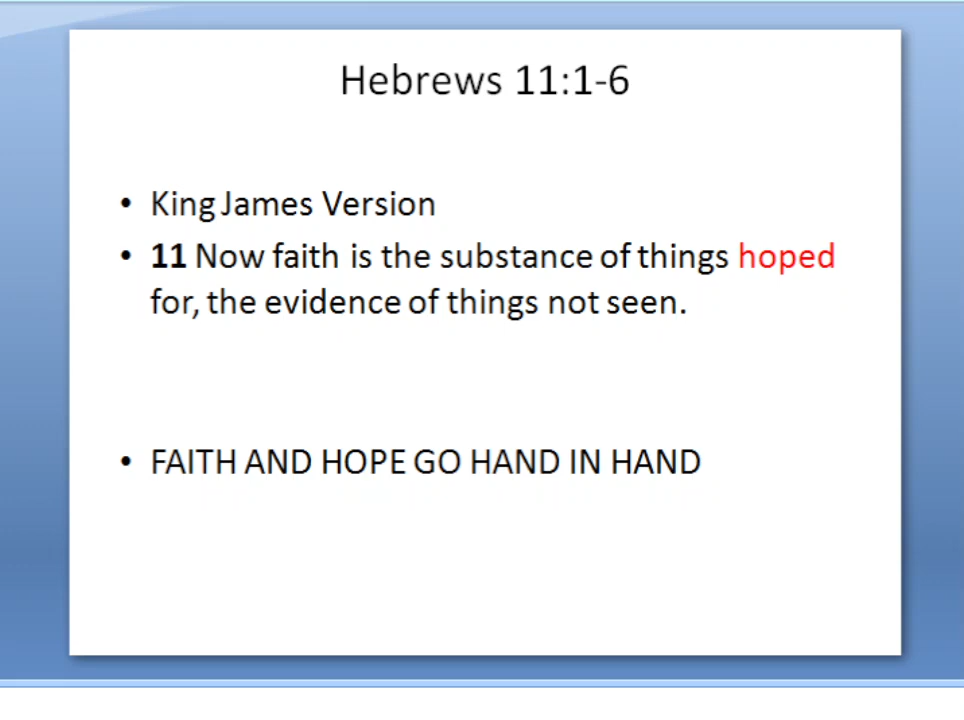 Hebrews 11:1-6
• King James Version
• 11 Now faith is the substance of things hoped
for, the evidence of things not seen.
• FAITH AND HOPE GO HAND IN HAND